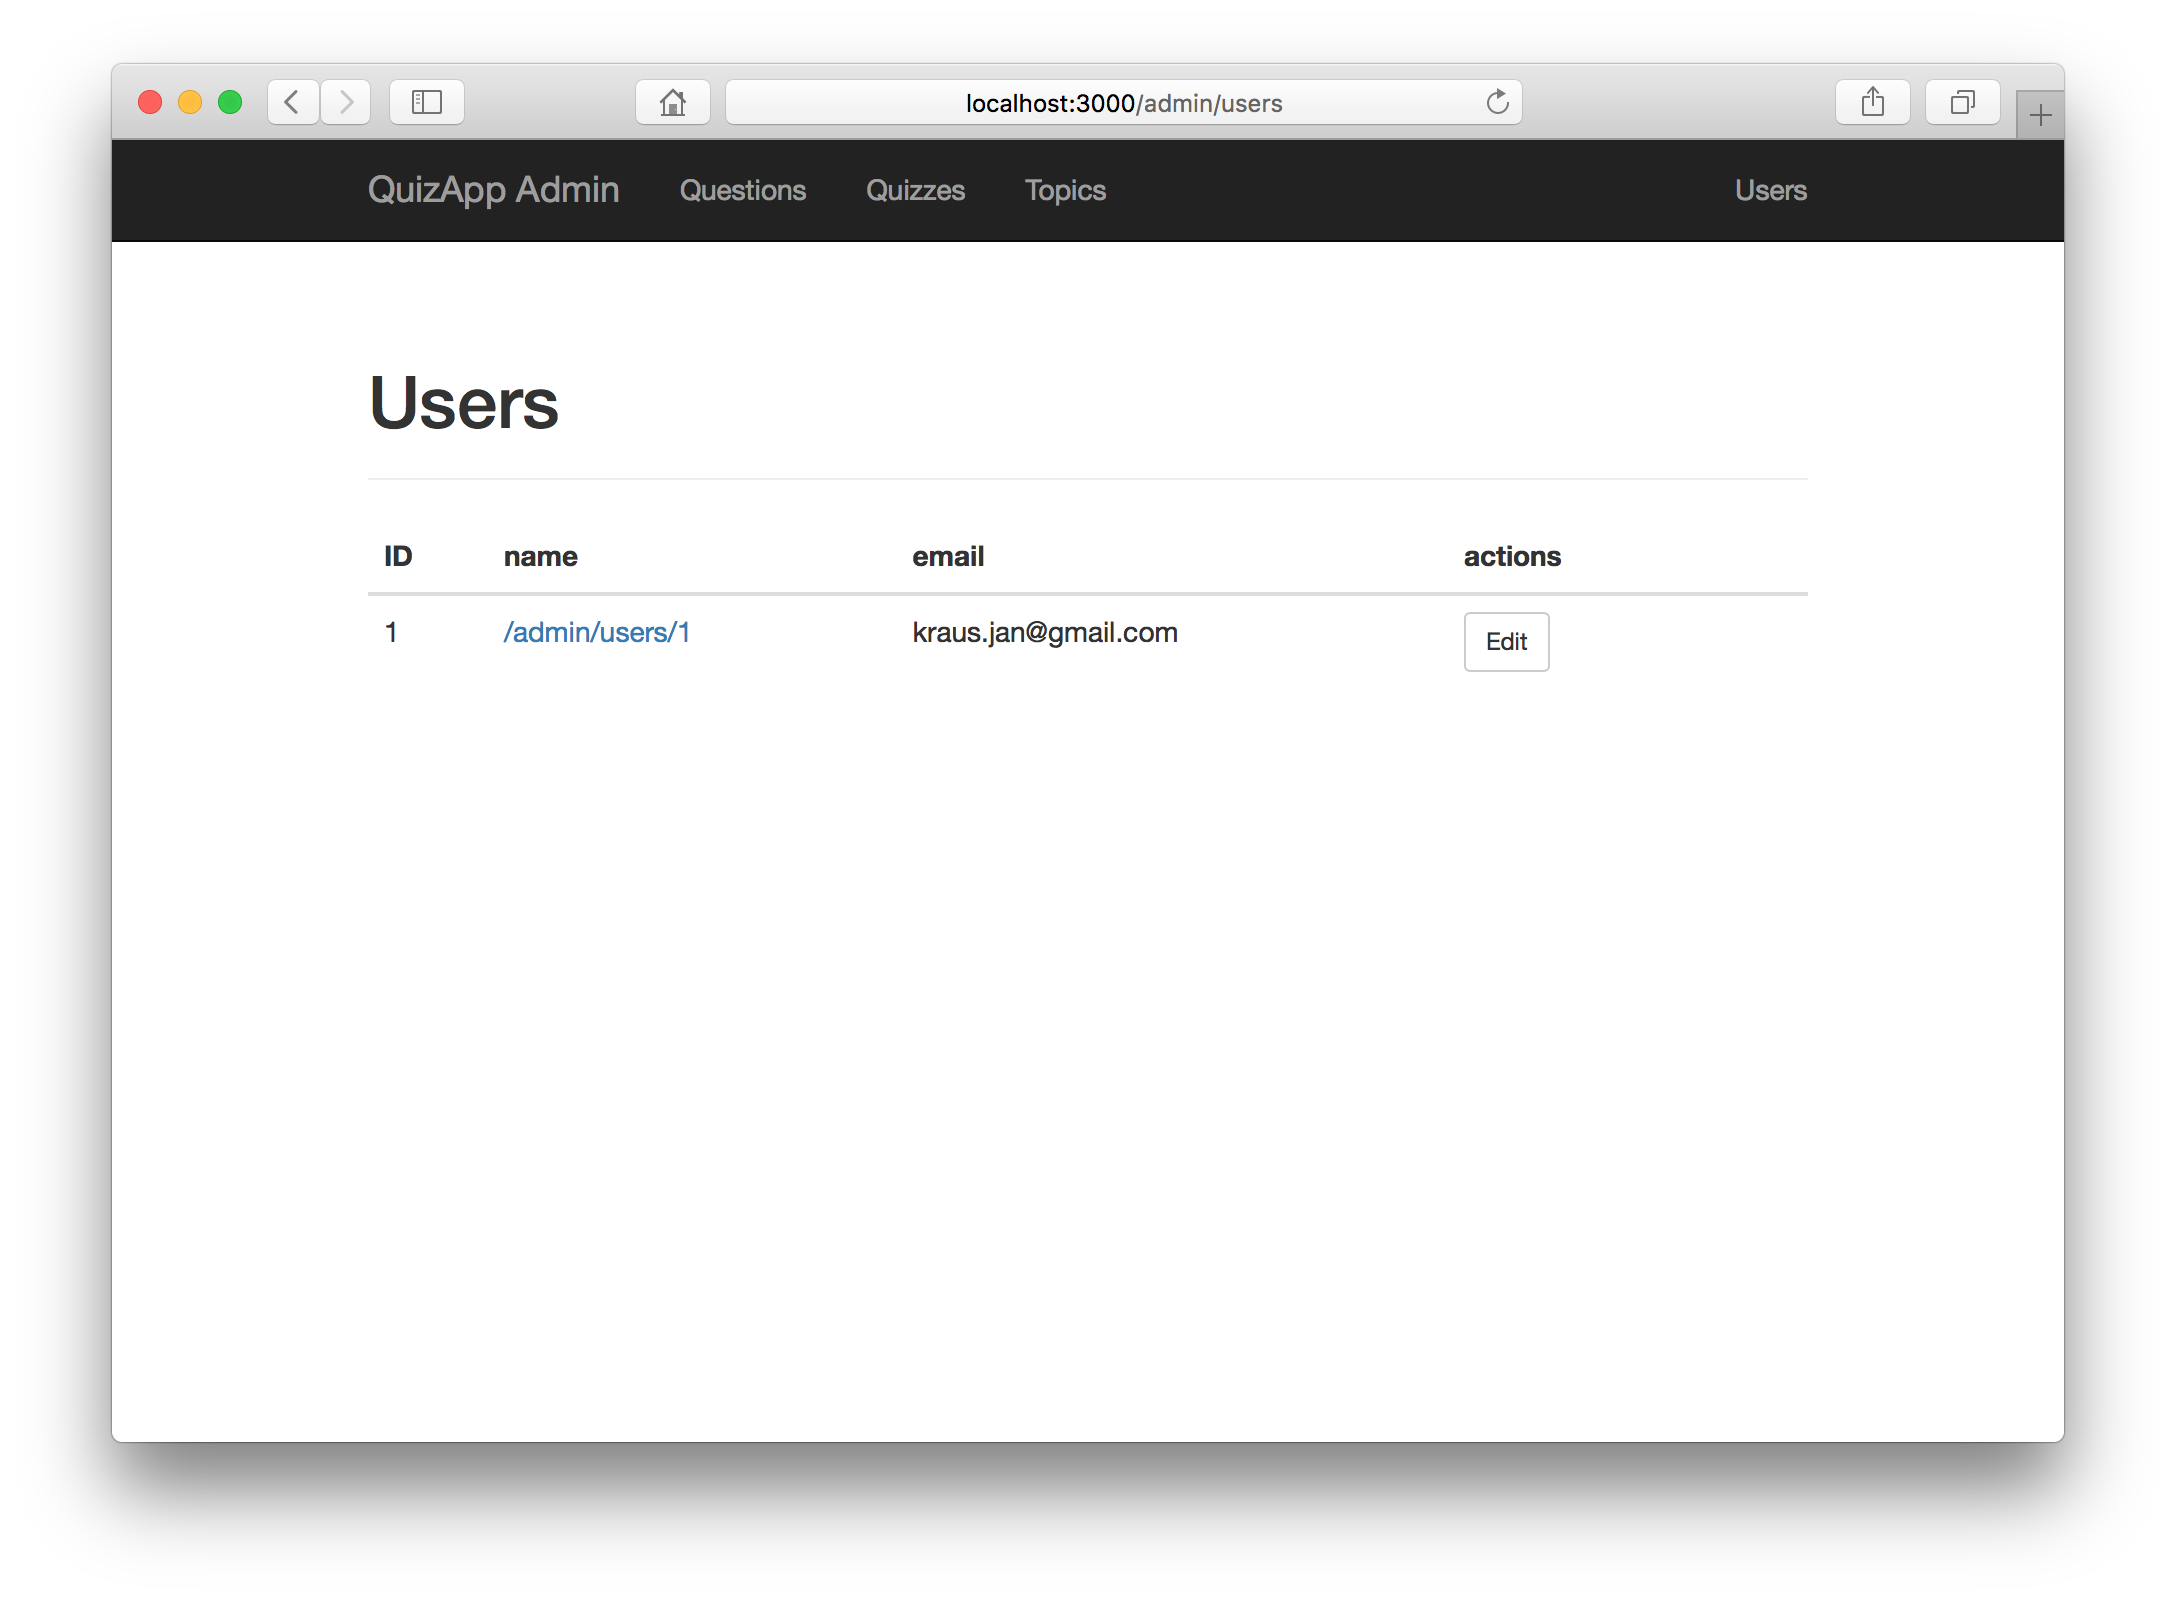 localhost:3000/admin/users
QuizApp Admin Questions Quizzes Topics Users
Users
ID name email actions
1 /admin/users/1 kraus.jan@gmail.com Edit